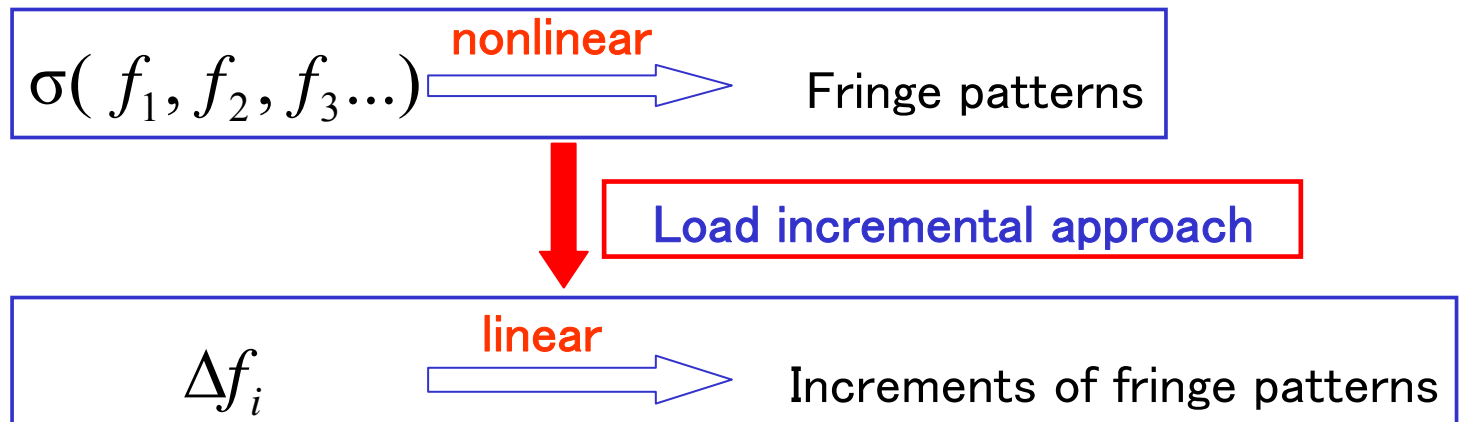 nonlinear
σ( f₁, f₂, f₃...) Fringe patterns
Load incremental approach
linear
Δfᵢ Increments of fringe patterns